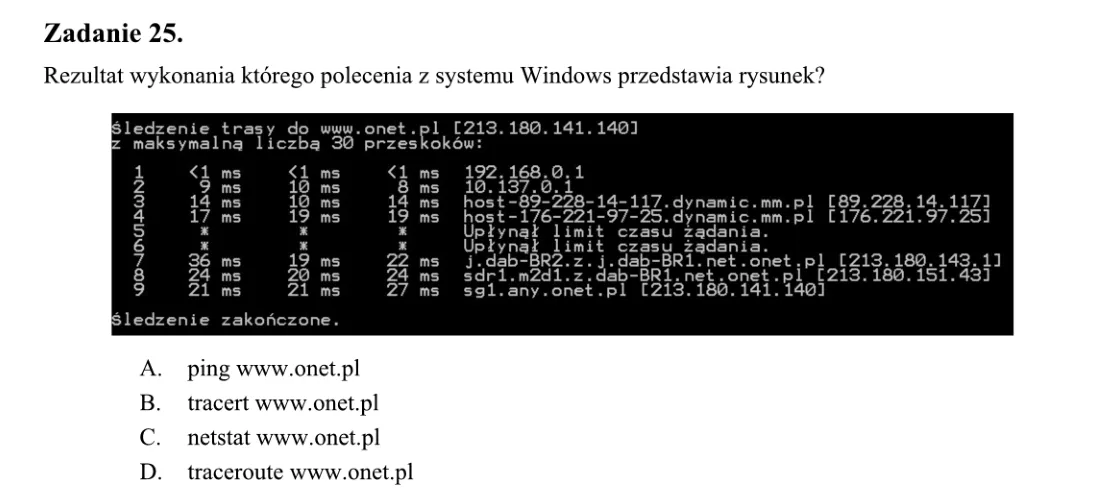 Zadanie 25.
Rezultat wykonania którego polecenia z systemu Windows przedstawia rysunek?
Śledzenie trasy do www.onet.pl [213.180.141.140]
z maksymalną liczbą 30 przeskoków:
1 <1 ms <1 ms <1 ms 192.168.0.1
2 9 ms 10 ms 8 ms 10.137.0.1
3 14 ms 10 ms 14 ms host-89-228-14-117.dynamic.mm.pl [89.228.14.117]
4 17 ms 19 ms 19 ms host-176-221-97-25.dynamic.mm.pl [176.221.97.25]
5 * * * Upłynął limit czasu żądania.
6 * * * Upłynął limit czasu żądania.
7 36 ms 19 ms 22 ms j.dab-BR2.z.j.dab-BR1.net.onet.pl [213.180.143.1]
8 24 ms 20 ms 24 ms sdr1.m2d1.z.dab-BR1.net.onet.pl [213.180.151.43]
9 21 ms 21 ms 27 ms sg1.any.onet.pl [213.180.141.140]
Śledzenie zakończone.
A. ping www.onet.pl
B. tracert www.onet.pl
C. netstat www.onet.pl
D. traceroute www.onet.pl